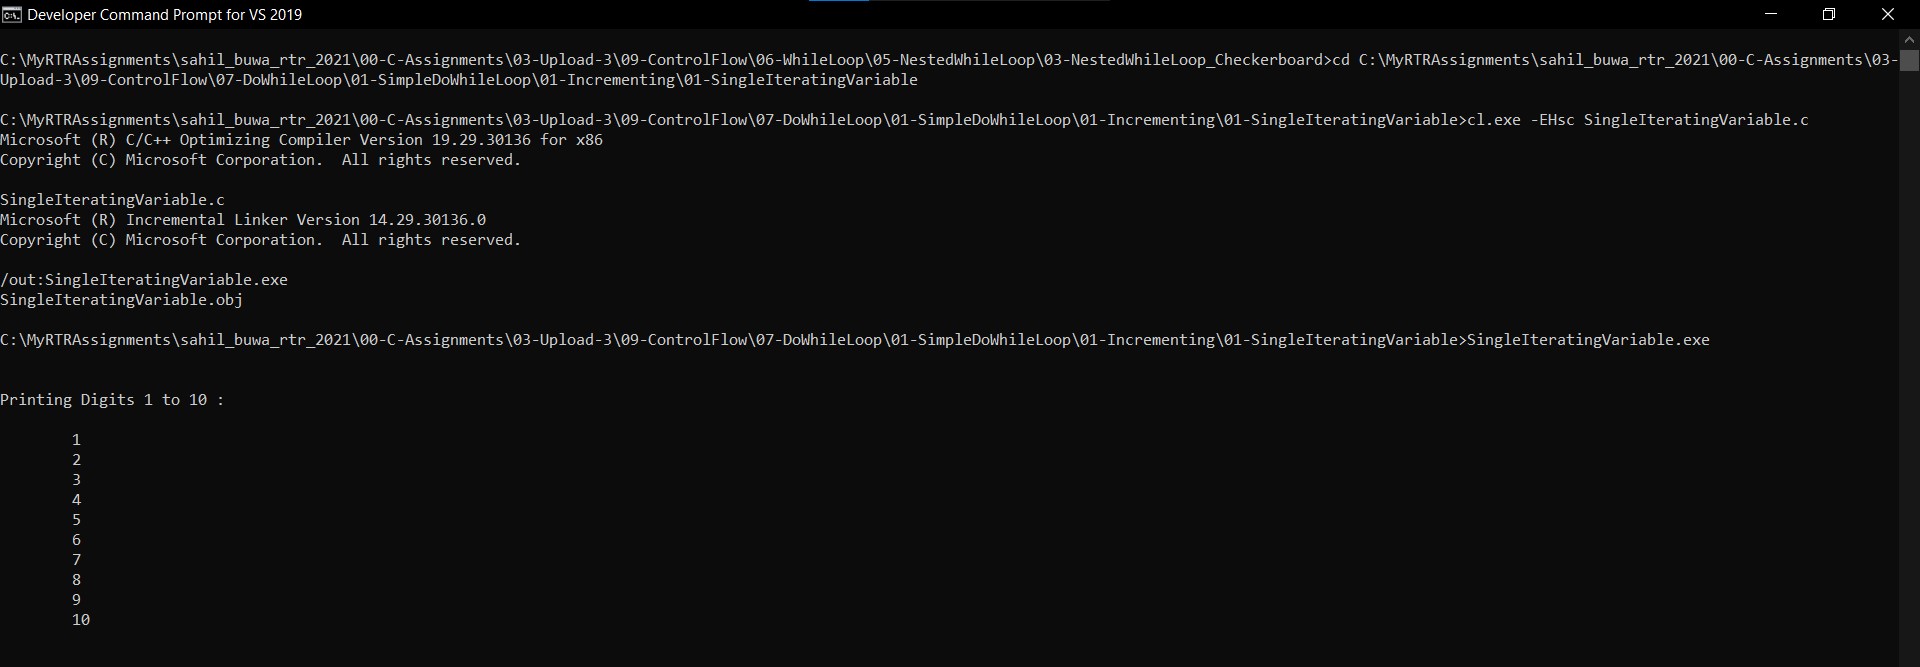 Developer Command Prompt for VS 2019
C:\MyRTRAssignments\sahil_buwa_rtr_2021\00-C-Assignments\03-Upload-3\09-ControlFlow\06-WhileLoop\05-NestedWhileLoop\03-NestedWhileLoop_Checkerboard>cd C:\MyRTRAssignments\sahil_buwa_rtr_2021\00-C-Assignments\03-
Upload-3\09-ControlFlow\07-DoWhileLoop\01-SimpleDoWhileLoop\01-Incrementing\01-SingleIteratingVariable
C:\MyRTRAssignments\sahil_buwa_rtr_2021\00-C-Assignments\03-Upload-3\09-ControlFlow\07-DoWhileLoop\01-SimpleDoWhileLoop\01-Incrementing\01-SingleIteratingVariable>cl.exe -EHsc SingleIteratingVariable.c
Microsoft (R) C/C++ Optimizing Compiler Version 19.29.30136 for x86
Copyright (C) Microsoft Corporation.  All rights reserved.
SingleIteratingVariable.c
Microsoft (R) Incremental Linker Version 14.29.30136.0
Copyright (C) Microsoft Corporation.  All rights reserved.
/out:SingleIteratingVariable.exe
SingleIteratingVariable.obj
C:\MyRTRAssignments\sahil_buwa_rtr_2021\00-C-Assignments\03-Upload-3\09-ControlFlow\07-DoWhileLoop\01-SimpleDoWhileLoop\01-Incrementing\01-SingleIteratingVariable>SingleIteratingVariable.exe
Printing Digits 1 to 10 :
1
2
3
4
5
6
7
8
9
10